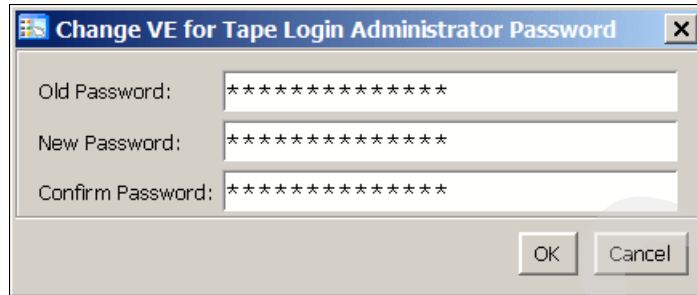 Change VE for Tape Login Administrator Password
Old Password: **************
New Password: **************
Confirm Password: **************
OK Cancel